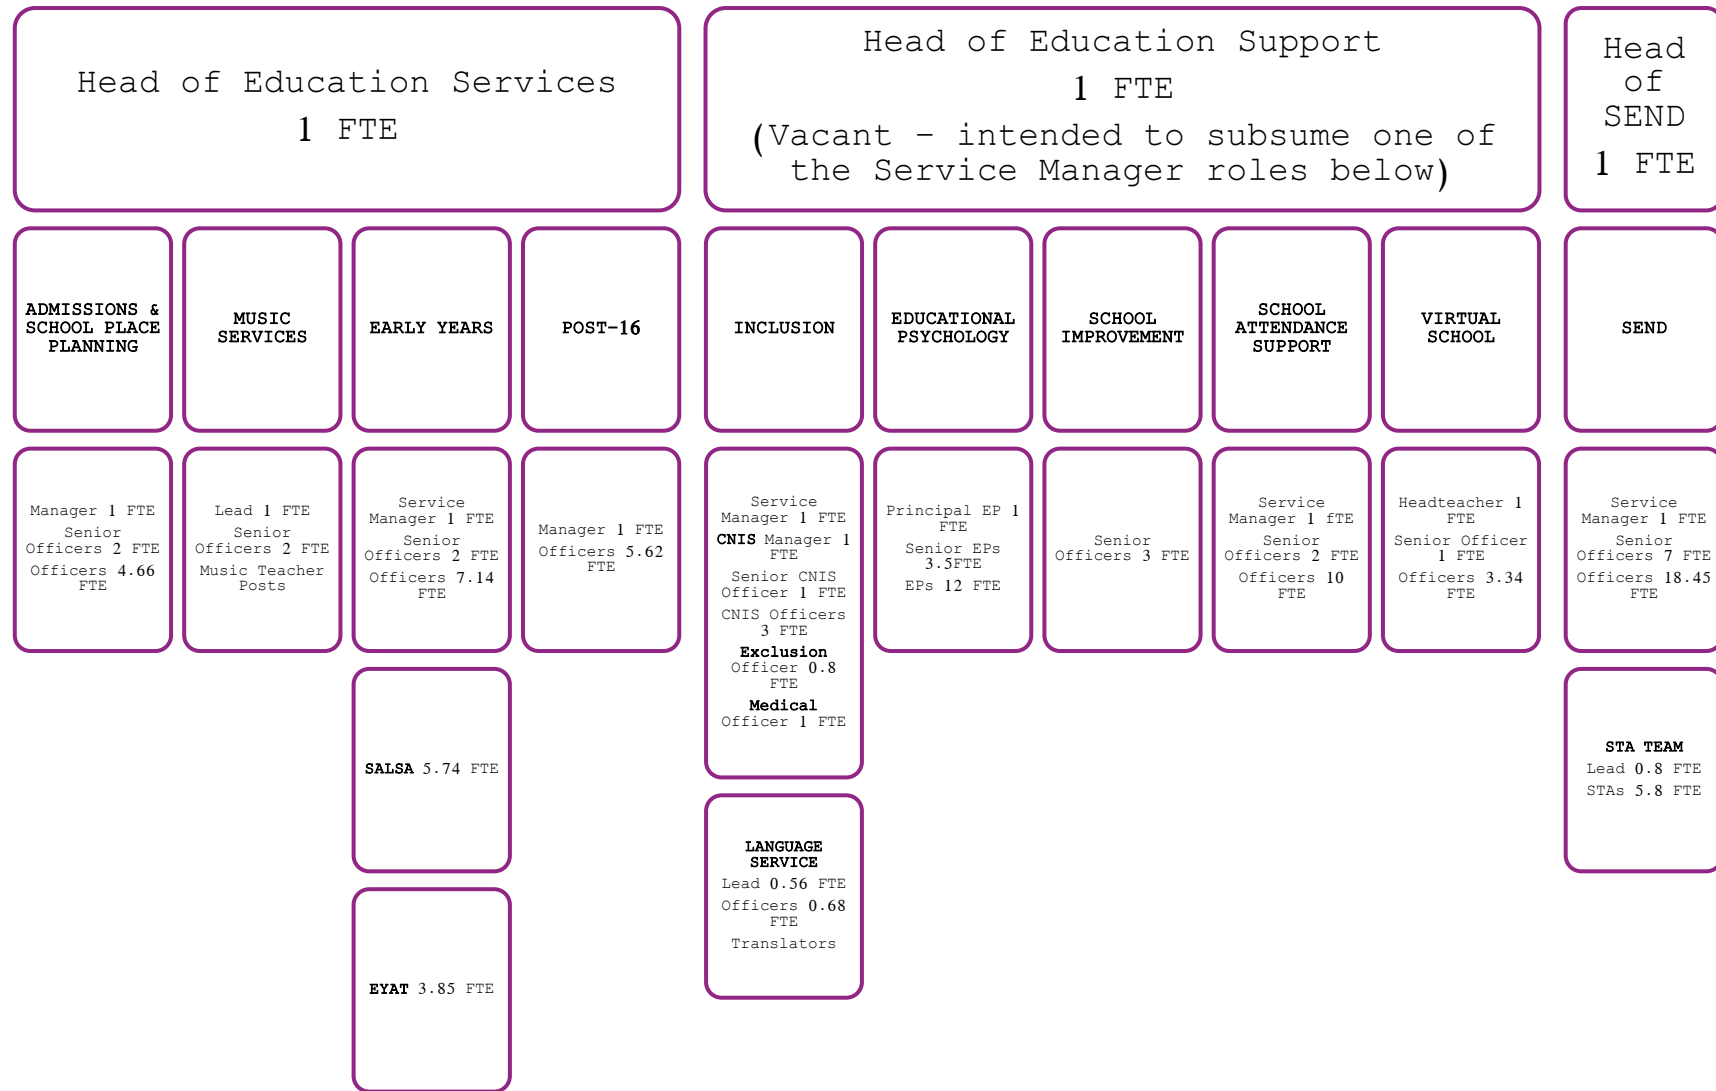 Head of Education Services
1 FTE
Head of Education Support
1 FTE
(Vacant – intended to subsume one of
the Service Manager roles below)
Head
of
SEND
1 FTE
ADMISSIONS &
SCHOOL PLACE
PLANNING
MUSIC
SERVICES
EARLY YEARS
POST-16
INCLUSION
EDUCATIONAL
PSYCHOLOGY
SCHOOL
IMPROVEMENT
SCHOOL
ATTENDANCE
SUPPORT
VIRTUAL
SCHOOL
SEND
Manager 1 FTE
Senior
Officers 2 FTE
Officers 4.66
FTE
Lead 1 FTE
Senior
Officers 2 FTE
Music Teacher
Posts
Service
Manager 1 FTE
Senior
Officers 2 FTE
Officers 7.14
FTE
Manager 1 FTE
Officers 5.62
FTE
Service
Manager 1 FTE
CNIS Manager 1
FTE
Senior CNIS
Officer 1 FTE
CNIS Officers
3 FTE
Exclusion
Officer 0.8
FTE
Medical
Officer 1 FTE
Principal EP 1
FTE
Senior EPs
3.5FTE
EPs 12 FTE
Senior
Officers 3 FTE
Service
Manager 1 fTE
Senior
Officers 2 FTE
Officers 10
FTE
Headteacher 1
FTE
Senior Officer
1 FTE
Officers 3.34
FTE
Service
Manager 1 FTE
Senior
Officers 7 FTE
Officers 18.45
FTE
SALSA 5.74 FTE
STA TEAM
Lead 0.8 FTE
STAs 5.8 FTE
LANGUAGE
SERVICE
Lead 0.56 FTE
Officers 0.68
FTE
Translators
EYAT 3.85 FTE